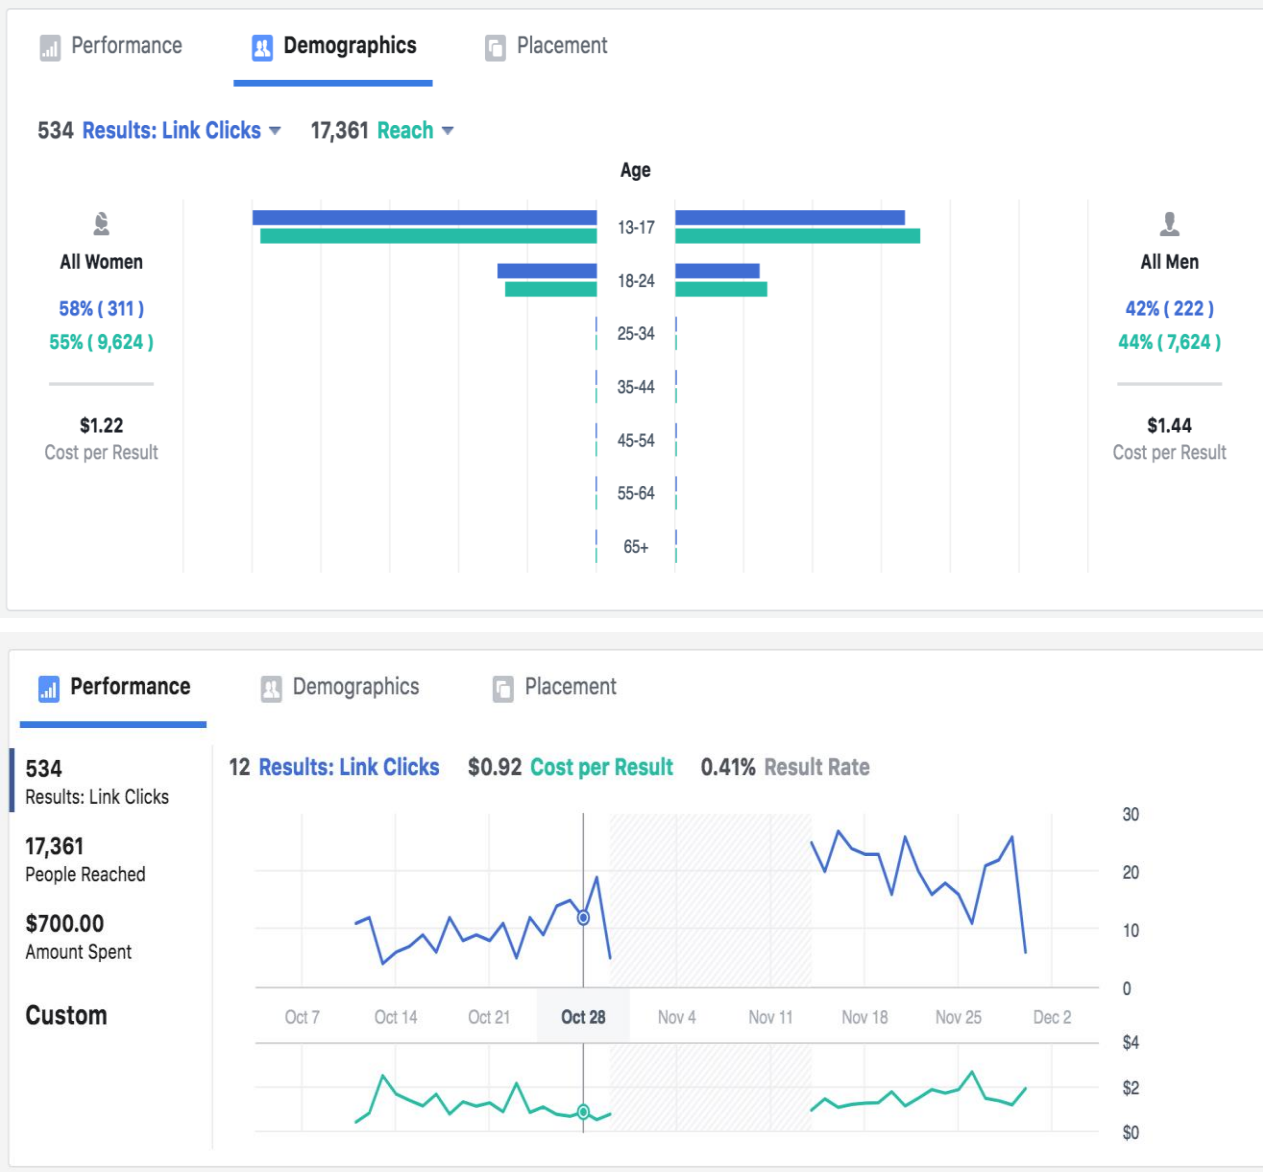 Performance Demographics Placement
534 Results: Link Clicks 17,361 Reach
Age
All Women
58% ( 311 )
55% ( 9,624 )
$1.22
Cost per Result
13-17
18-24
25-34
35-44
45-54
55-64
65+
All Men
42% ( 222 )
44% ( 7,624 )
$1.44
Cost per Result
Performance Demographics Placement
534
Results: Link Clicks
17,361
People Reached
$700.00
Amount Spent
Custom
12 Results: Link Clicks $0.92 Cost per Result 0.41% Result Rate
30
20
10
0
Oct 7 Oct 14 Oct 21 Oct 28 Nov 4 Nov 11 Nov 18 Nov 25 Dec 2
$4
$2
$0